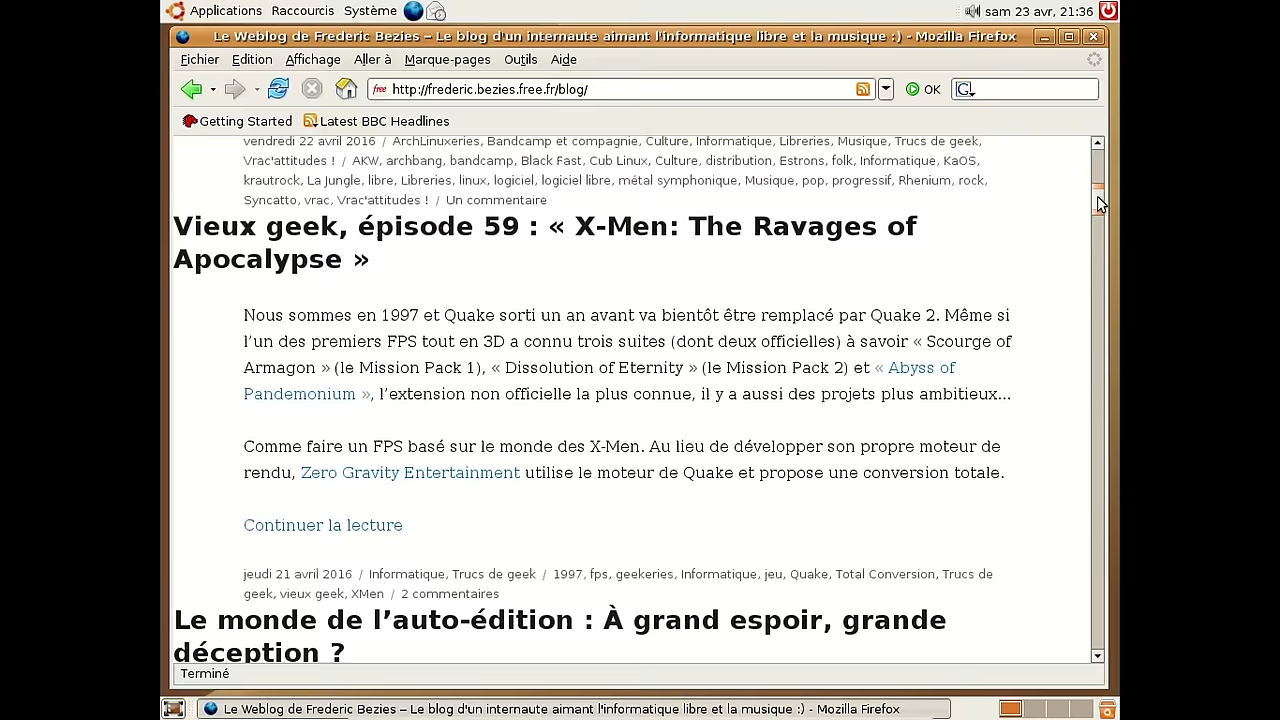 Applications Raccourcis Système sam 23 avr, 21:36
Le Weblog de Frederic Bezies – Le blog d'un internaute aimant l'informatique libre et la musique :) - Mozilla Firefox
Fichier Edition Affichage Aller à Marque-pages Outils Aide
free http://frederic.bezies.free.fr/blog/ OK G
Getting Started Latest BBC Headlines
vendredi 22 avril 2016 / ArchLinuxeries, Bandcamp et compagnie, Culture, Informatique, Libreries, Musique, Trucs de geek,
Vrac'attitudes ! / AKW, archbang, bandcamp, Black Fast, Cub Linux, Culture, distribution, Estrons, folk, Informatique, KaOS,
krautrock, La Jungle, libre, Libreries, linux, logiciel, logiciel libre, métal symphonique, Musique, pop, progressif, Rhenium, rock,
Syncatto, vrac, Vrac'attitudes ! / Un commentaire
Vieux geek, épisode 59 : « X-Men: The Ravages of
Apocalypse »
Nous sommes en 1997 et Quake sorti un an avant va bientôt être remplacé par Quake 2. Même si
l’un des premiers FPS tout en 3D a connu trois suites (dont deux officielles) à savoir « Scourge of
Armagon » (le Mission Pack 1), « Dissolution of Eternity » (le Mission Pack 2) et « Abyss of
Pandemonium », l’extension non officielle la plus connue, il y a aussi des projets plus ambitieux…
Comme faire un FPS basé sur le monde des X-Men. Au lieu de développer son propre moteur de
rendu, Zero Gravity Entertainment utilise le moteur de Quake et propose une conversion totale.
Continuer la lecture
jeudi 21 avril 2016 / Informatique, Trucs de geek / 1997, fps, geekeries, Informatique, jeu, Quake, Total Conversion, Trucs de
geek, vieux geek, XMen / 2 commentaires
Le monde de l’auto-édition : À grand espoir, grande
déception ?
Terminé
Le Weblog de Frederic Bezies – Le blog d'un internaute aimant l'informatique libre et la musique :) - Mozilla Firefox